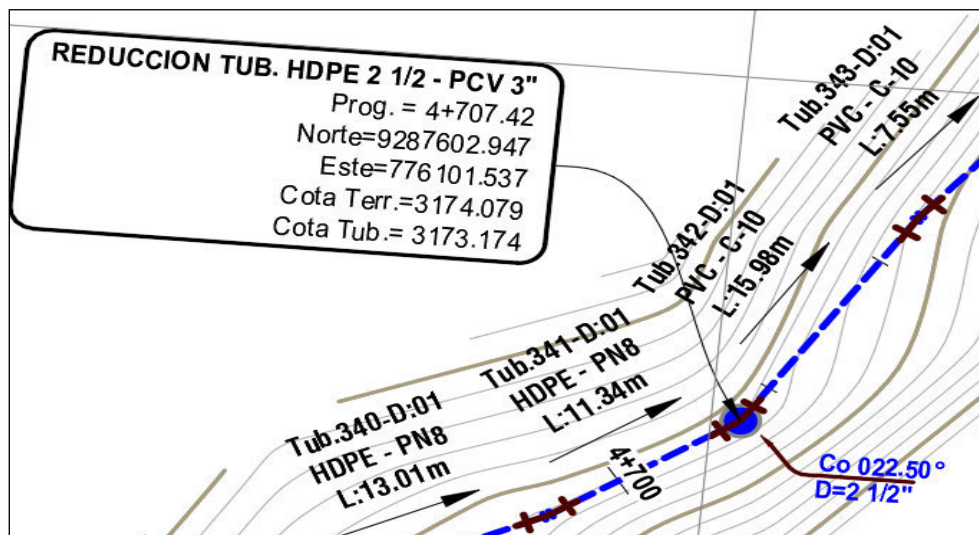 REDUCCION TUB. HDPE 2 1/2 - PCV 3"
Prog. = 4+707.42
Norte=9287602.947
Este=776101.537
Cota Terr.=3174.079
Cota Tub.= 3173.174
Tub.343-D:01
PVC - C-10
L:7.55m
Tub.342-D:01
PVC - C-10
L:15.98m
Tub.341-D:01
HDPE - PN8
L:11.34m
Tub.340-D:01
HDPE - PN8
L:13.01m
4+700
Co 022.50°
D=2 1/2"